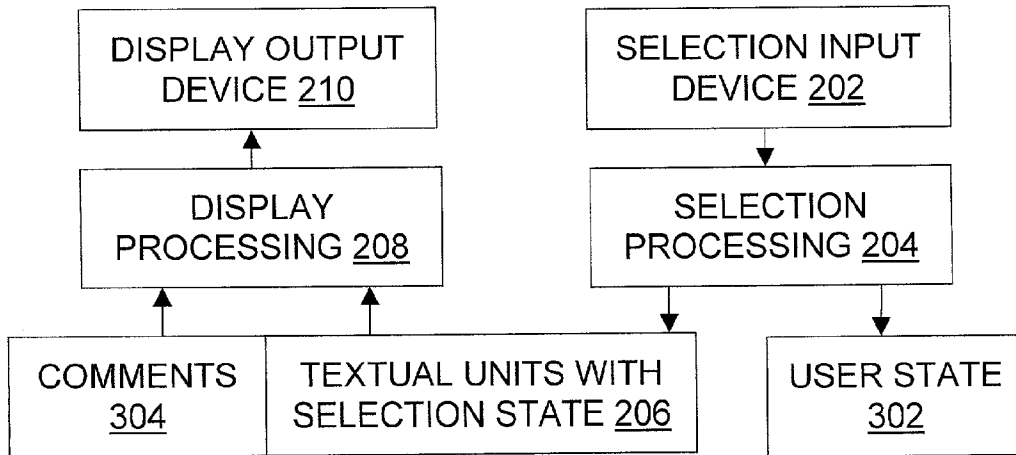 DISPLAY OUTPUT
DEVICE 210
SELECTION INPUT
DEVICE 202
DISPLAY
PROCESSING 208
SELECTION
PROCESSING 204
COMMENTS
304
TEXTUAL UNITS WITH
SELECTION STATE 206
USER STATE
302